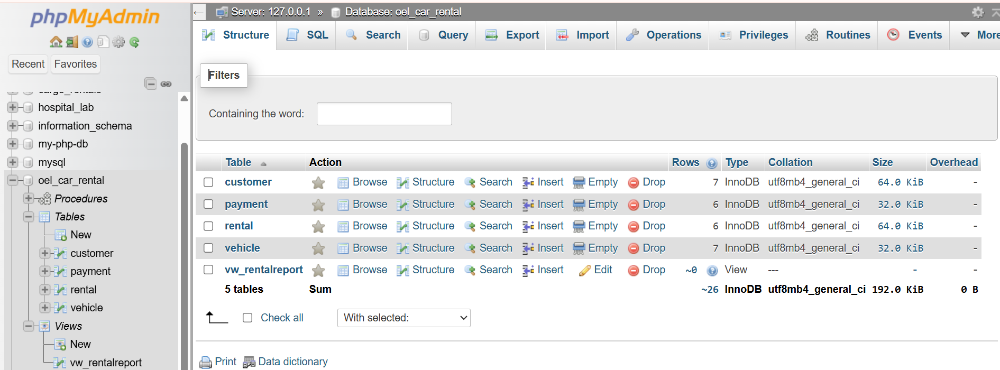 phpMyAdmin
Recent Favorites
hospital_lab
information_schema
my-php-db
mysql
oel_car_rental
Procedures
Tables
New
customer
payment
rental
vehicle
Views
New
vw_rentalreport
Server: 127.0.0.1 » Database: oel_car_rental
Structure SQL Search Query Export Import Operations Privileges Routines Events More
Filters
Containing the word:
Table Action Rows Type Collation Size Overhead
customer Browse Structure Search Insert Empty Drop 7 InnoDB utf8mb4_general_ci 64.0 KiB -
payment Browse Structure Search Insert Empty Drop 6 InnoDB utf8mb4_general_ci 32.0 KiB -
rental Browse Structure Search Insert Empty Drop 6 InnoDB utf8mb4_general_ci 64.0 KiB -
vehicle Browse Structure Search Insert Empty Drop 7 InnoDB utf8mb4_general_ci 32.0 KiB -
vw_rentalreport Browse Structure Search Insert Edit Drop ~0 View --- - -
5 tables Sum ~26 InnoDB utf8mb4_general_ci 192.0 KiB 0 B
Check all With selected:
Print Data dictionary